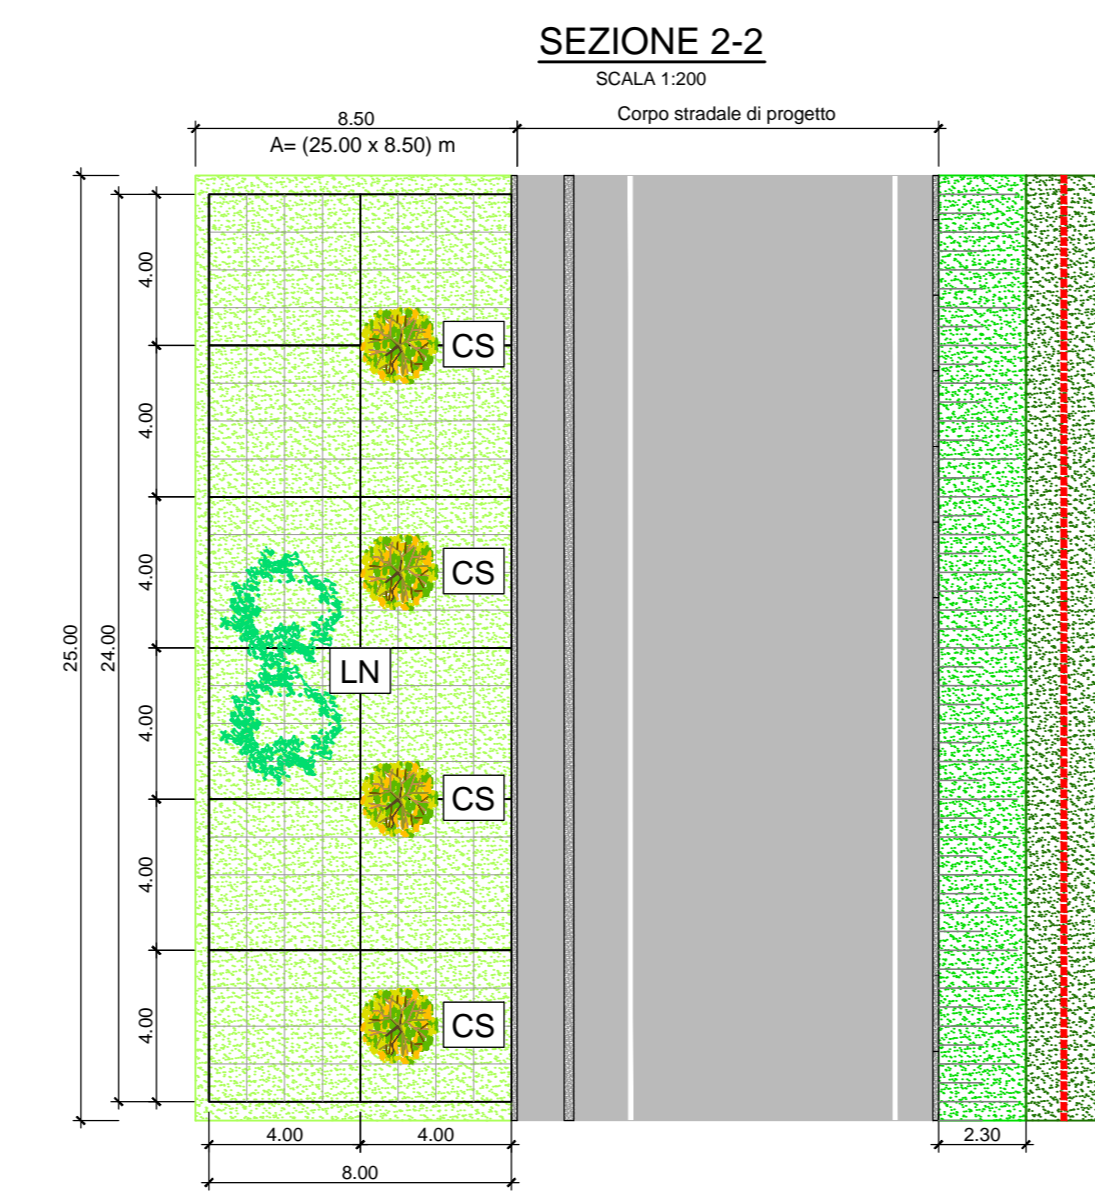 SEZIONE 2-2
SCALA 1:200
8.50
Corpo stradale di progetto
A= (25.00 x 8.50) m
4.00
CS
4.00
4.00
CS
25.00
24.00
LN
4.00
CS
4.00
4.00
CS
4.00
4.00
2.30
8.00